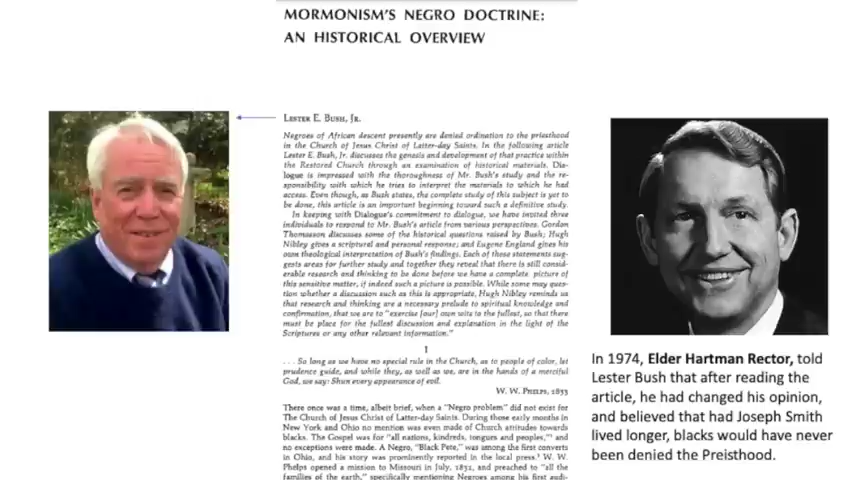 MORMONISM'S NEGRO DOCTRINE:
AN HISTORICAL OVERVIEW
LESTER E. BUSH, JR.
Negroes of African descent presently are denied ordination to the priesthood
in the Church of Jesus Christ of Latter-day Saints. In the following article
Lester E. Bush, Jr. discusses the genesis and development of that practice within
the Restored Church through an examination of historical materials. Dia-
logue is impressed with the thoroughness of Mr. Bush's study and the re-
sponsibility with which he tries to interpret the materials to which he had
access. Even though, as Bush states, the complete study of this subject is yet to
be done, this article is an important beginning toward such a definitive study.
In keeping with Dialogue's commitment to dialogue, we have invited three
individuals to respond to Mr. Bush's article from various perspectives. Gordon
Thomasson discusses some of the historical questions raised by Bush; Hugh
Nibley gives a scriptural and personal response; and Eugene England gives his
own theological interpretation of Bush's findings. Each of these statements sug-
gests areas for further study and together they reveal that there is still consid-
erable research and thinking to be done before we have a complete picture of
this sensitive matter, if indeed such a picture is possible. While some may ques-
tion whether a discussion such as this is appropriate, Hugh Nibley reminds us
that research and thinking are a necessary prelude to spiritual knowledge and
confirmation, that we are to "exercise [our] own wits to the fullest, so that there
must be place for the fullest discussion and explanation in the light of the
Scriptures or any other relevant information."
I
. . . So long as we have no special rule in the Church, as to people of color, let
prudence guide, and while they, as well as we, are in the hands of a merciful
God, we say: Shun every appearance of evil.
W. W. PHELPS, 1833
There once was a time, albeit brief, when a "Negro problem" did not exist for
The Church of Jesus Christ of Latter-day Saints. During those early months in
New York and Ohio no mention was even made of Church attitudes towards
blacks. The Gospel was for "all nations, kindreds, tongues and peoples,"¹ and
no exceptions were made. A Negro, "Black Pete," was among the first converts
in Ohio, and his story was prominently reported in the local press.² W. W.
Phelps opened a mission to Missouri in July, 1831, and preached to "all the
families of the earth," specifically mentioning Negroes among his first audi-
In 1974, Elder Hartman Rector, told
Lester Bush that after reading the
article, he had changed his opinion,
and believed that had Joseph Smith
lived longer, blacks would have never
been denied the Preisthood.